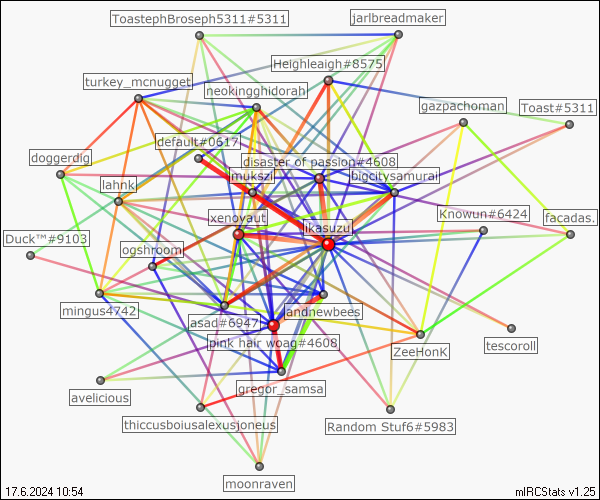 ToastephBroseph5311#5311
jarlbreadmaker
Heighleaigh#8575
turkey_mcnugget
neokingghidorah
gazpachoman
Toast#5311
default#0617
doggerdig
disaster of passion#4608
mukszi
bigcitysamurai
lahnk
Knowun#6424
xenoyaut
ikasuzu
facadas.
Duck™#9103
ooshroom
mingus4742
landnewbees
asad#6947
pink hair woag#4608
ZeeHonK
tescoroll
avelicious
gregor_samsa
thiccusboiusalexusjoneus
Random Stuf6#5983
moonraven
17.6.2024 10:54
mIRCStats v1.25